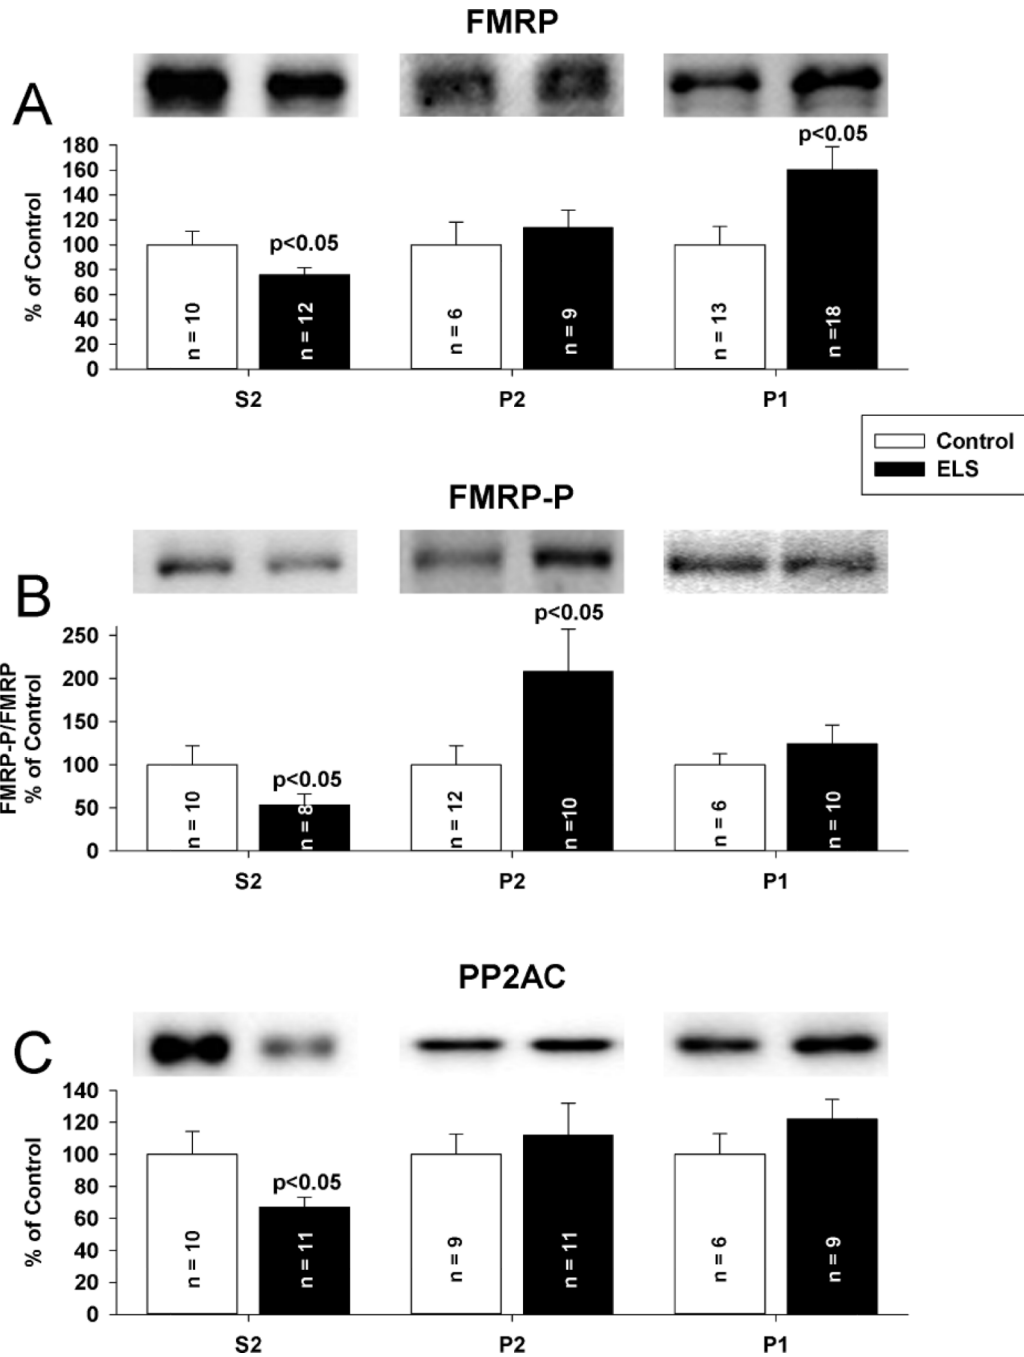 FMRP
A
p<0.05
180
160
140
120
100
80
60
40
20
0
% of Control
p<0.05
n = 10
n = 12
n = 6
n = 9
n = 13
n =18
S2 P2 P1
Control
ELS
FMRP-P
B
p<0.05
250
200
150
100
50
0
FMRP-P/FMRP
% of Control
p<0.05
n = 10
n = 8
n = 12
n =10
n = 6
n = 10
S2 P2 P1
PP2AC
C
140
120
100
80
60
40
20
0
% of Control
p<0.05
n = 10
n = 11
n = 9
n = 11
n = 6
n = 9
S2 P2 P1